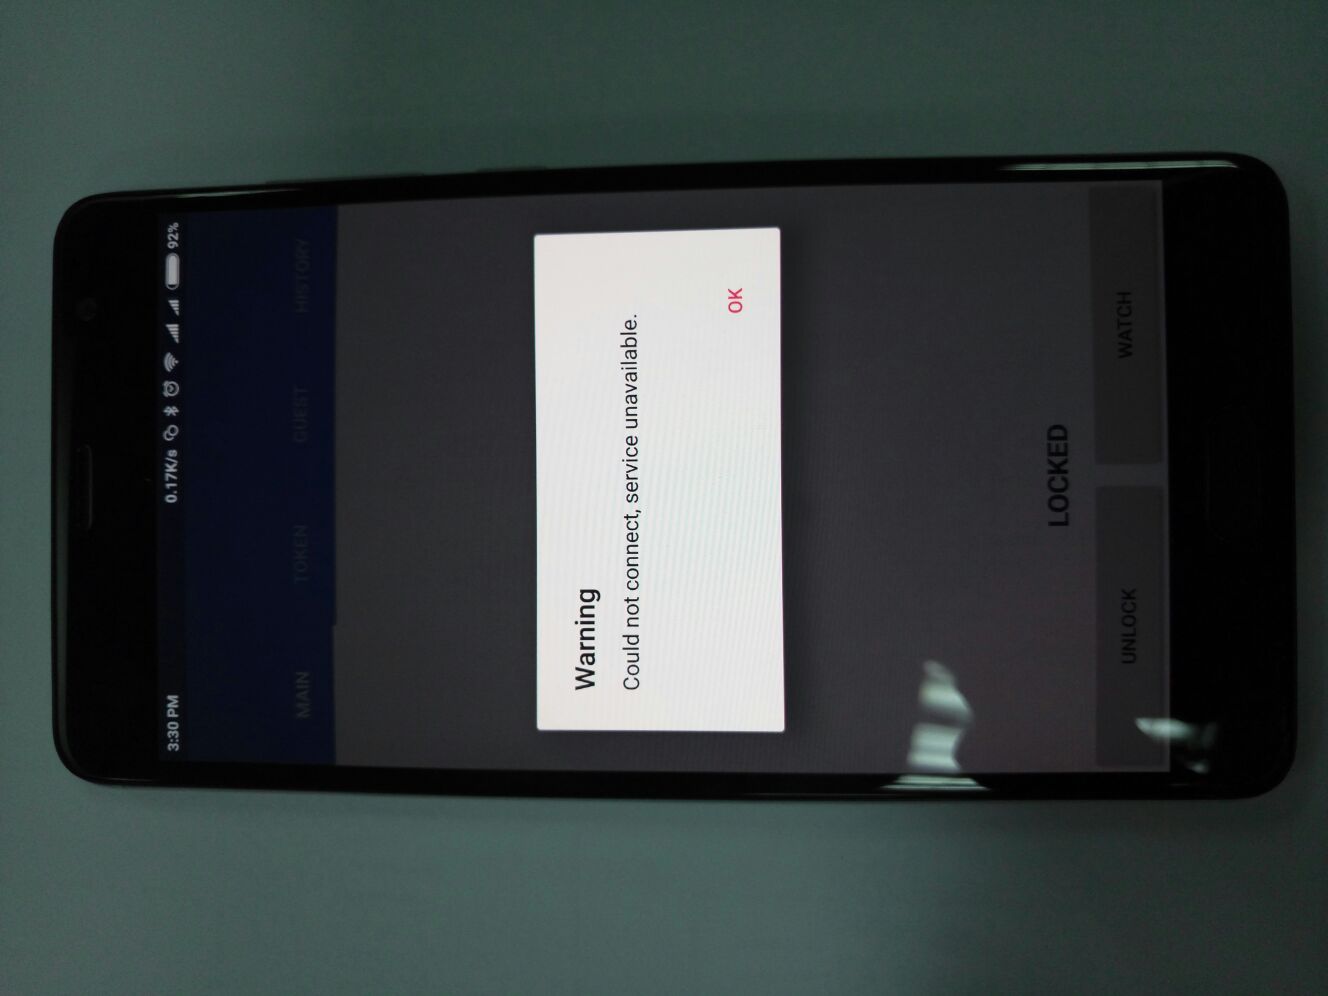 3:30 PM 0.17K/s 92%
MAIN TOKEN GUEST HISTORY
Warning
Could not connect, service unavailable.
OK
LOCKED
UNLOCK WATCH